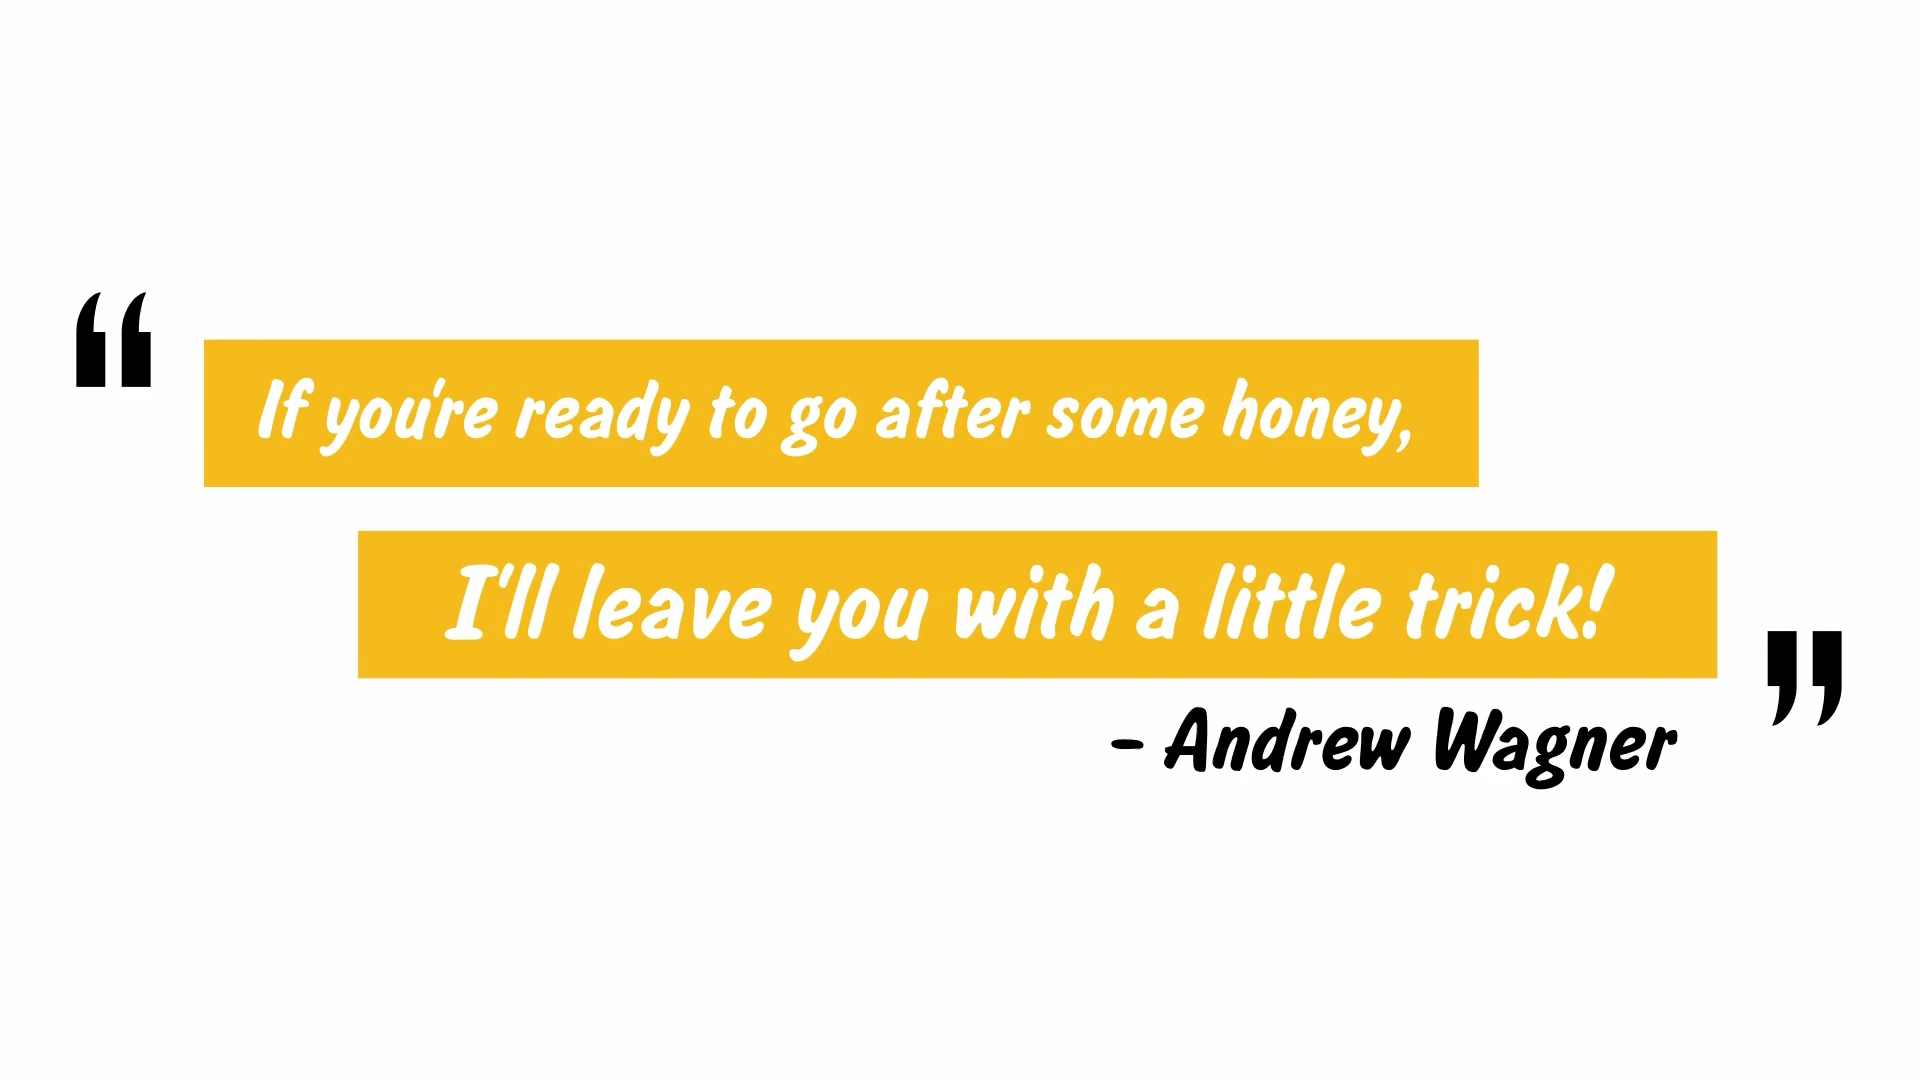 “If you're ready to go after some honey,
I'll leave you with a little trick!”
- Andrew Wagner